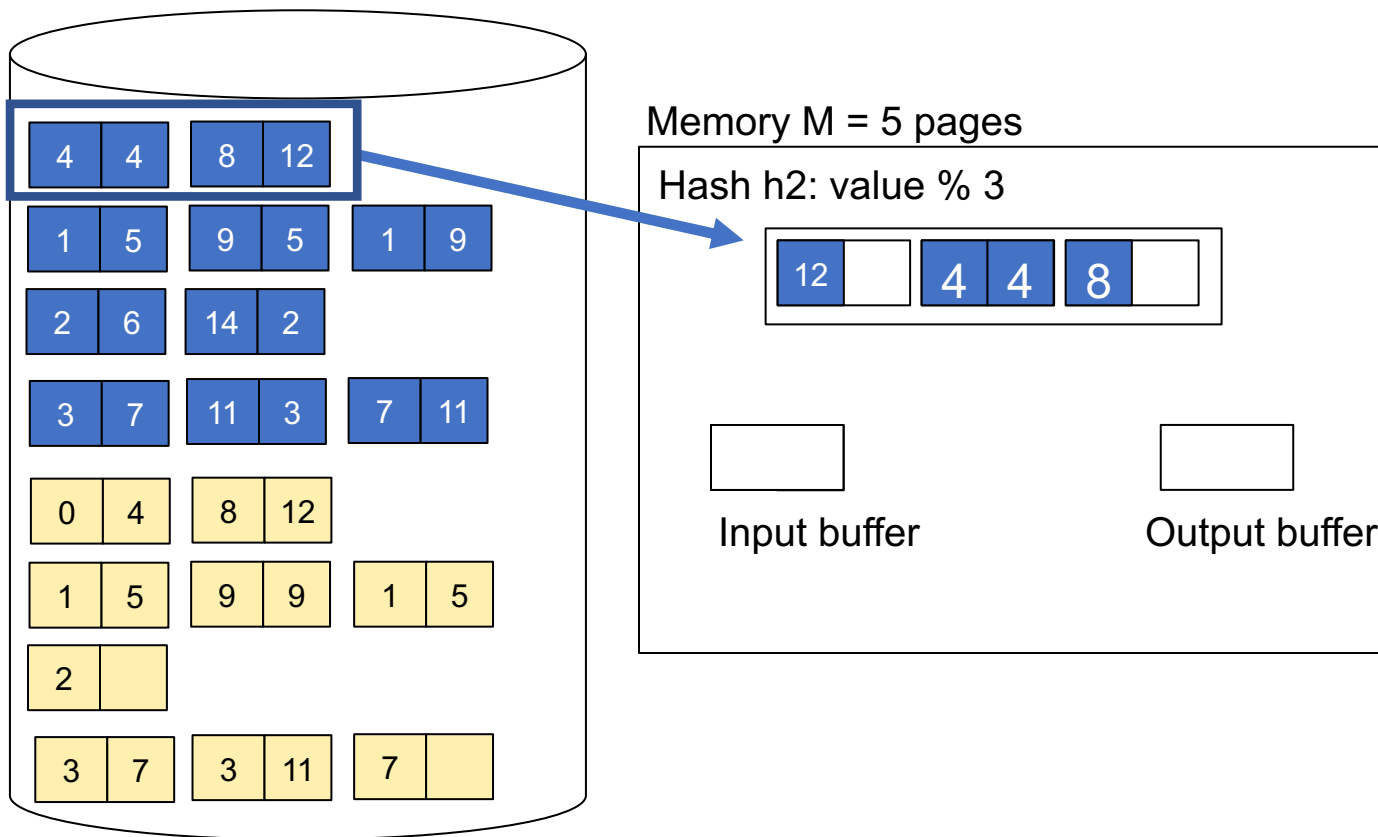 Memory M = 5 pages
4 4 8 12
Hash h2: value % 3
1 5 9 5 1 9
12 4 4 8
2 6 14 2
3 7 11 3 7 11
0 4 8 12
Input buffer Output buffer
1 5 9 9 1 5
2
3 7 3 11 7